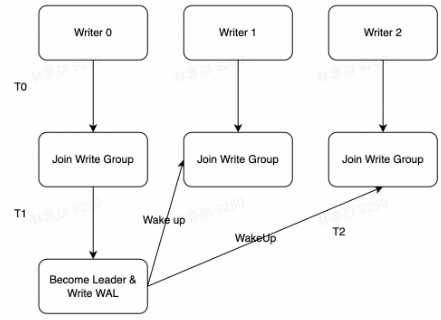 Writer 0
Writer 1
Writer 2
T0
Join Write Group
Join Write Group
Join Write Group
T1
Wake up
WakeUp
T2
Become Leader &
Write WAL